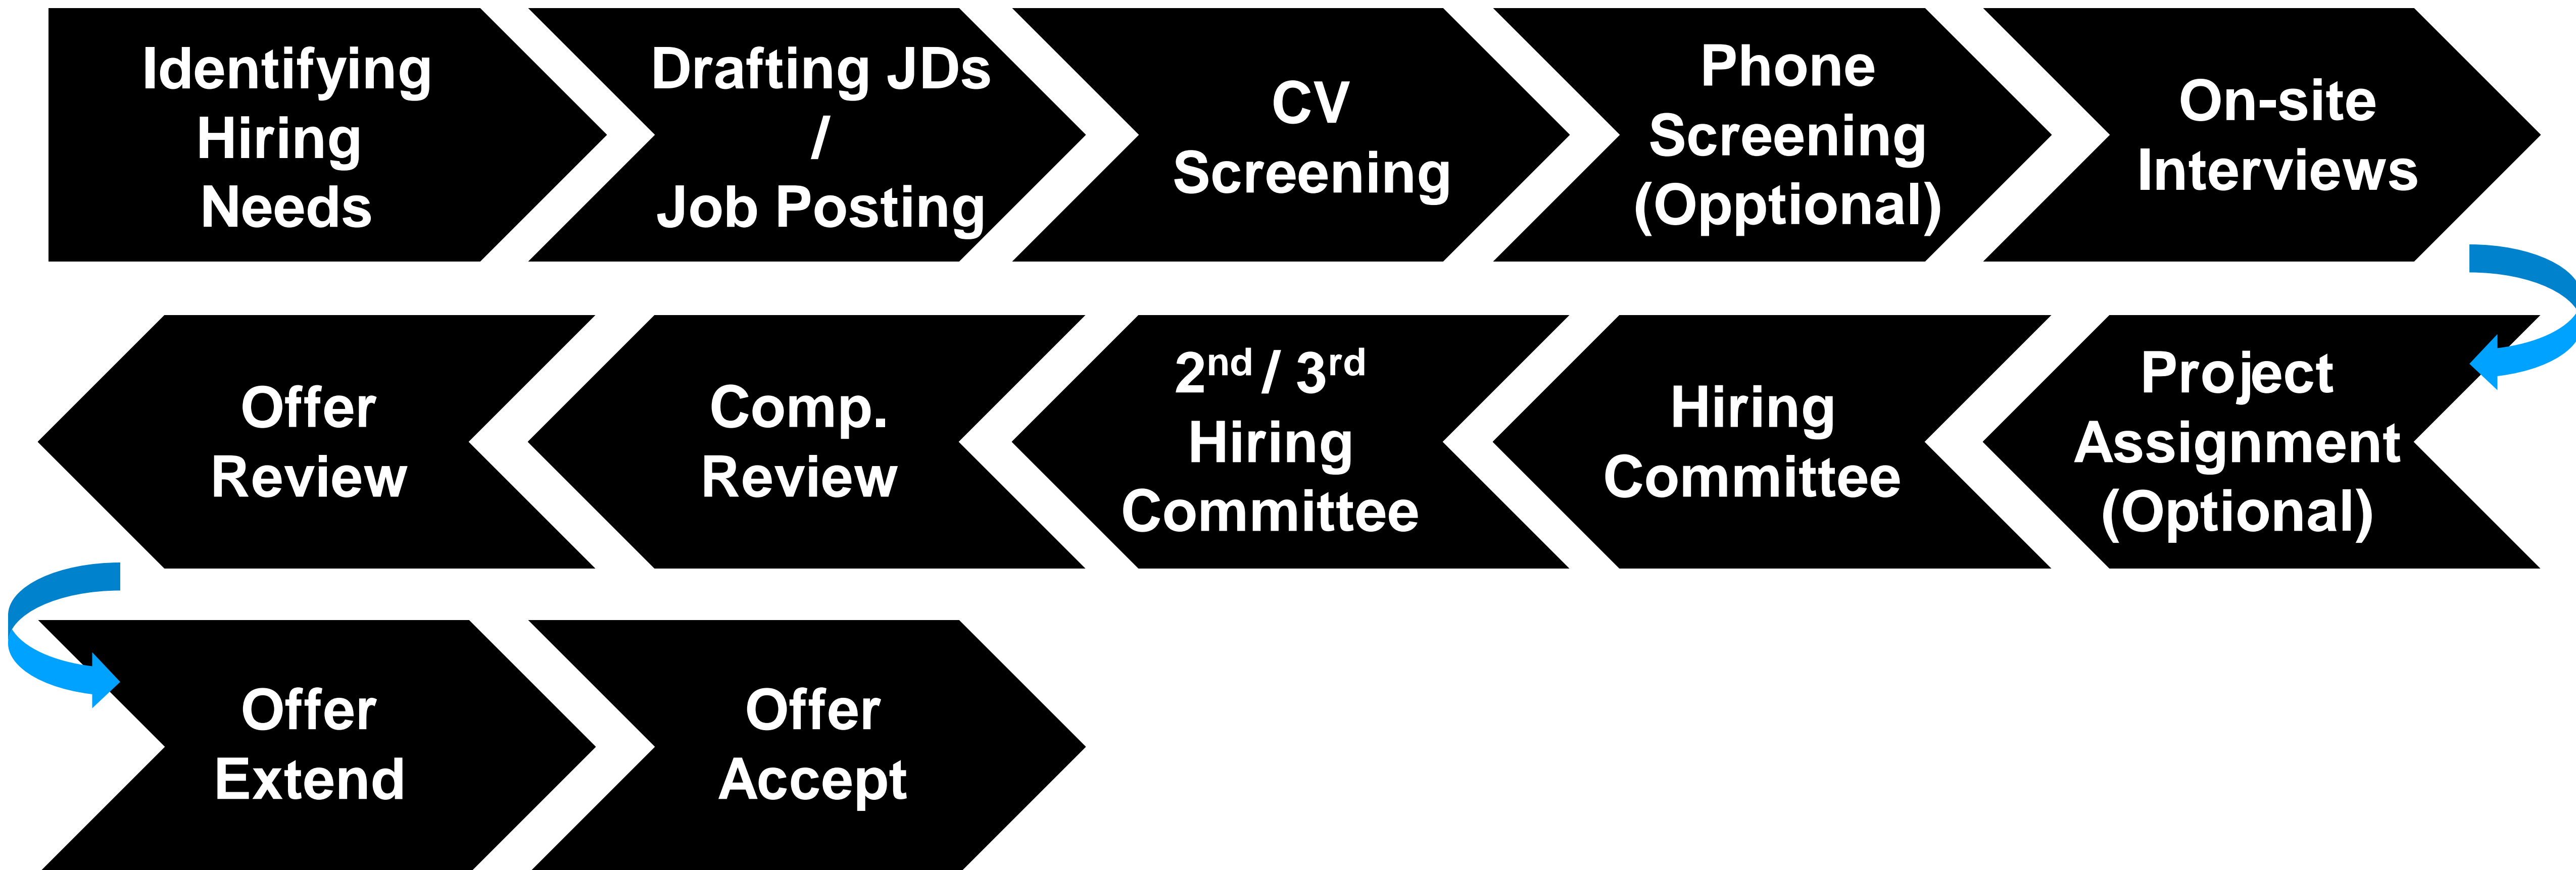 Identifying
Hiring
Needs
Drafting JDs
/
Job Posting
CV
Screening
Phone
Screening
(Opptional)
On-site
Interviews
Project
Assignment
(Optional)
Hiring
Committee
2nd / 3rd
Hiring
Committee
Comp.
Review
Offer
Review
Offer
Extend
Offer
Accept